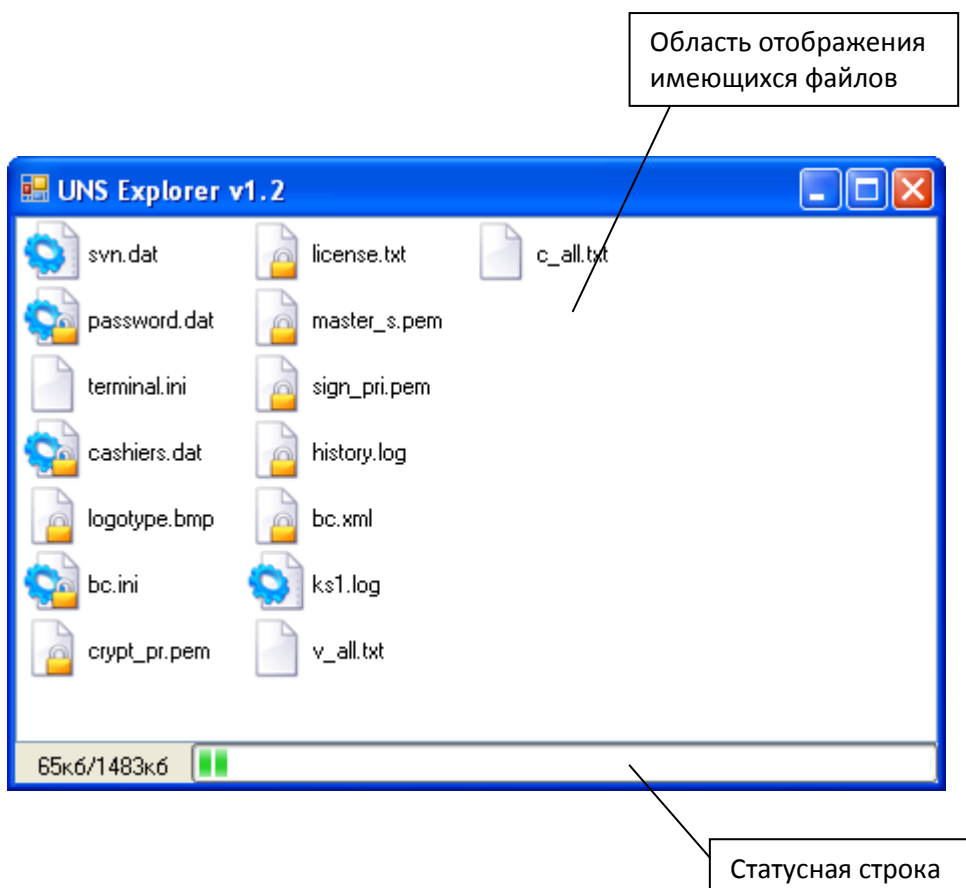 Область отображения
имеющихся файлов
UNS Explorer v1.2
svn.dat
password.dat
terminal.ini
cashiers.dat
logotype.bmp
bc.ini
crypt_pr.pem
license.txt
master_s.pem
sign_pri.pem
history.log
bc.xml
ks1.log
v_all.txt
c_all.txt
65кб/1483кб
Статусная строка